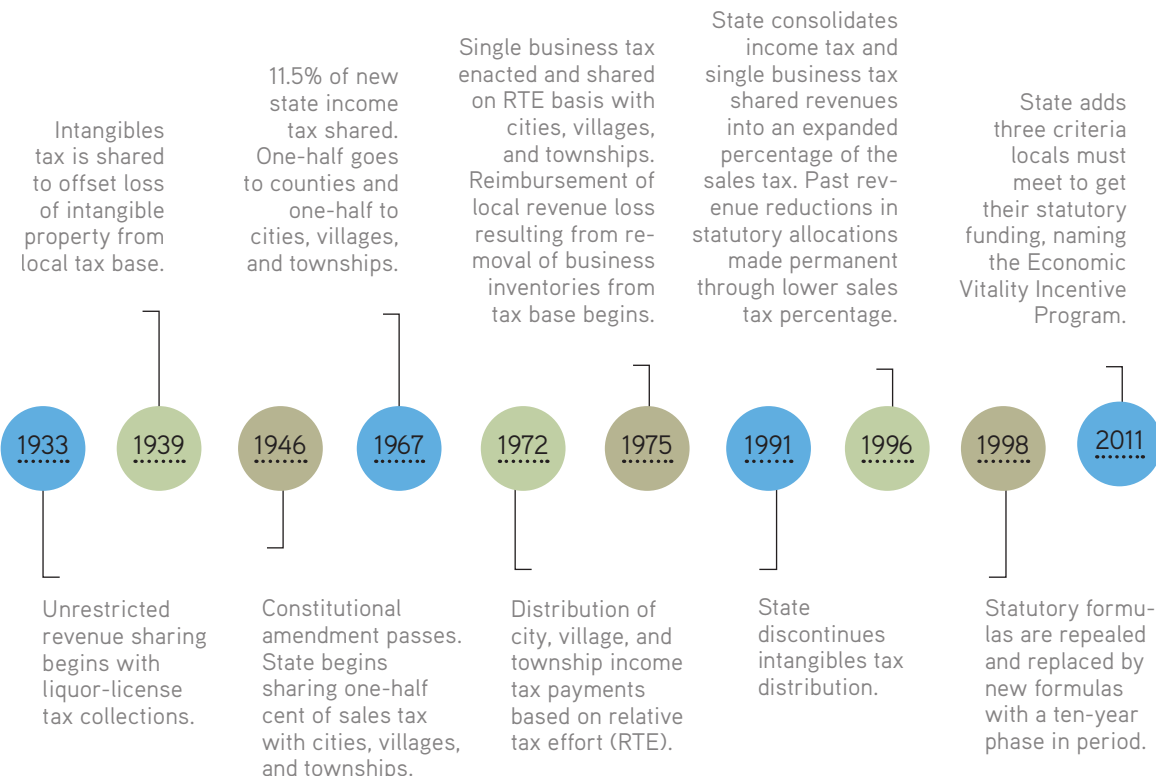 Intangibles
tax is shared
to offset loss
of intangible
property from
local tax base.
11.5% of new
state income
tax shared.
One-half goes
to counties and
one-half to
cities, villages,
and townships.
Single business tax
enacted and shared
on RTE basis with
cities, villages,
and townships.
Reimbursement of
local revenue loss
resulting from re-
moval of business
inventories from
tax base begins.
State consolidates
income tax and
single business tax
shared revenues
into an expanded
percentage of the
sales tax. Past rev-
enue reductions in
statutory allocations
made permanent
through lower sales
tax percentage.
State adds
three criteria
locals must
meet to get
their statutory
funding, naming
the Economic
Vitality Incentive
Program.
1933
1939
1946
1967
1972
1975
1991
1996
1998
2011
Unrestricted
revenue sharing
begins with
liquor-license
tax collections.
Constitutional
amendment passes.
State begins
sharing one-half
cent of sales tax
with cities, villages,
and townships.
Distribution of
city, village, and
township income
tax payments
based on relative
tax effort (RTE).
State
discontinues
intangibles tax
distribution.
Statutory formu-
las are repealed
and replaced by
new formulas
with a ten-year
phase in period.